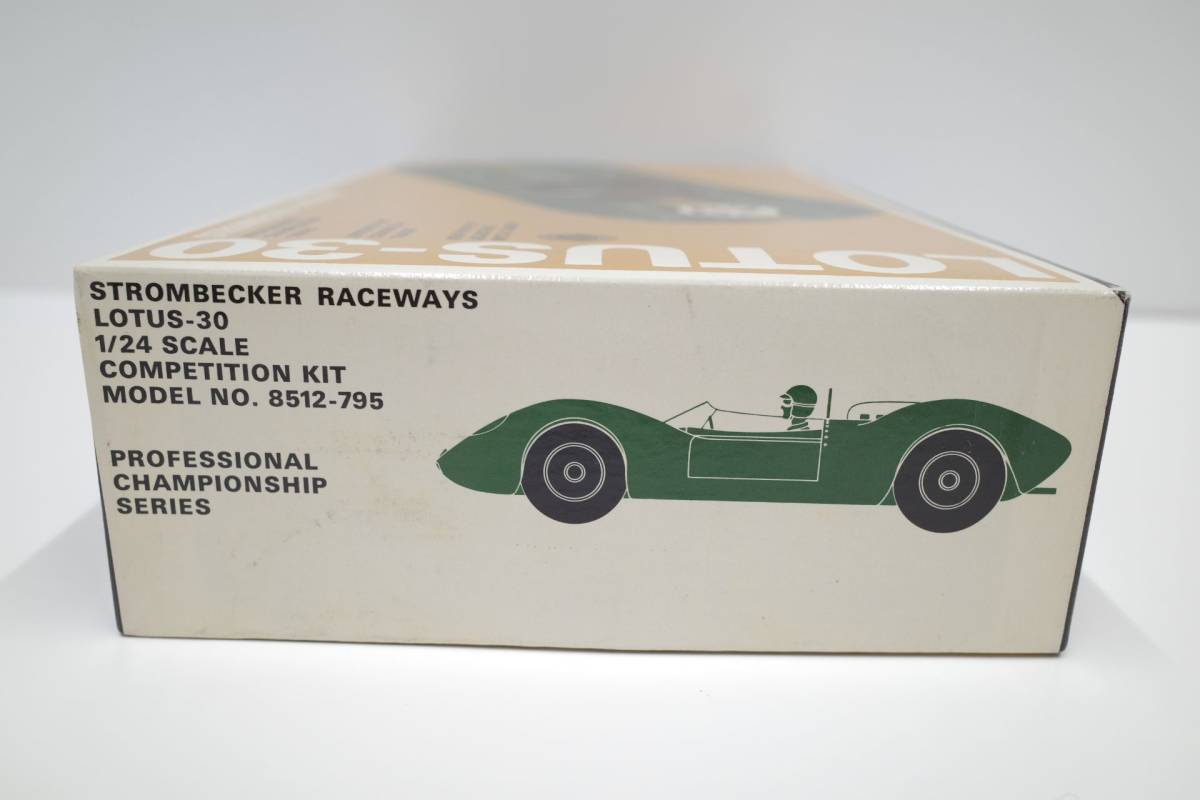 LOTUS-30
STROMBECKER RACEWAYS
LOTUS-30
1/24 SCALE
COMPETITION KIT
MODEL NO. 8512-795
PROFESSIONAL
CHAMPIONSHIP
SERIES